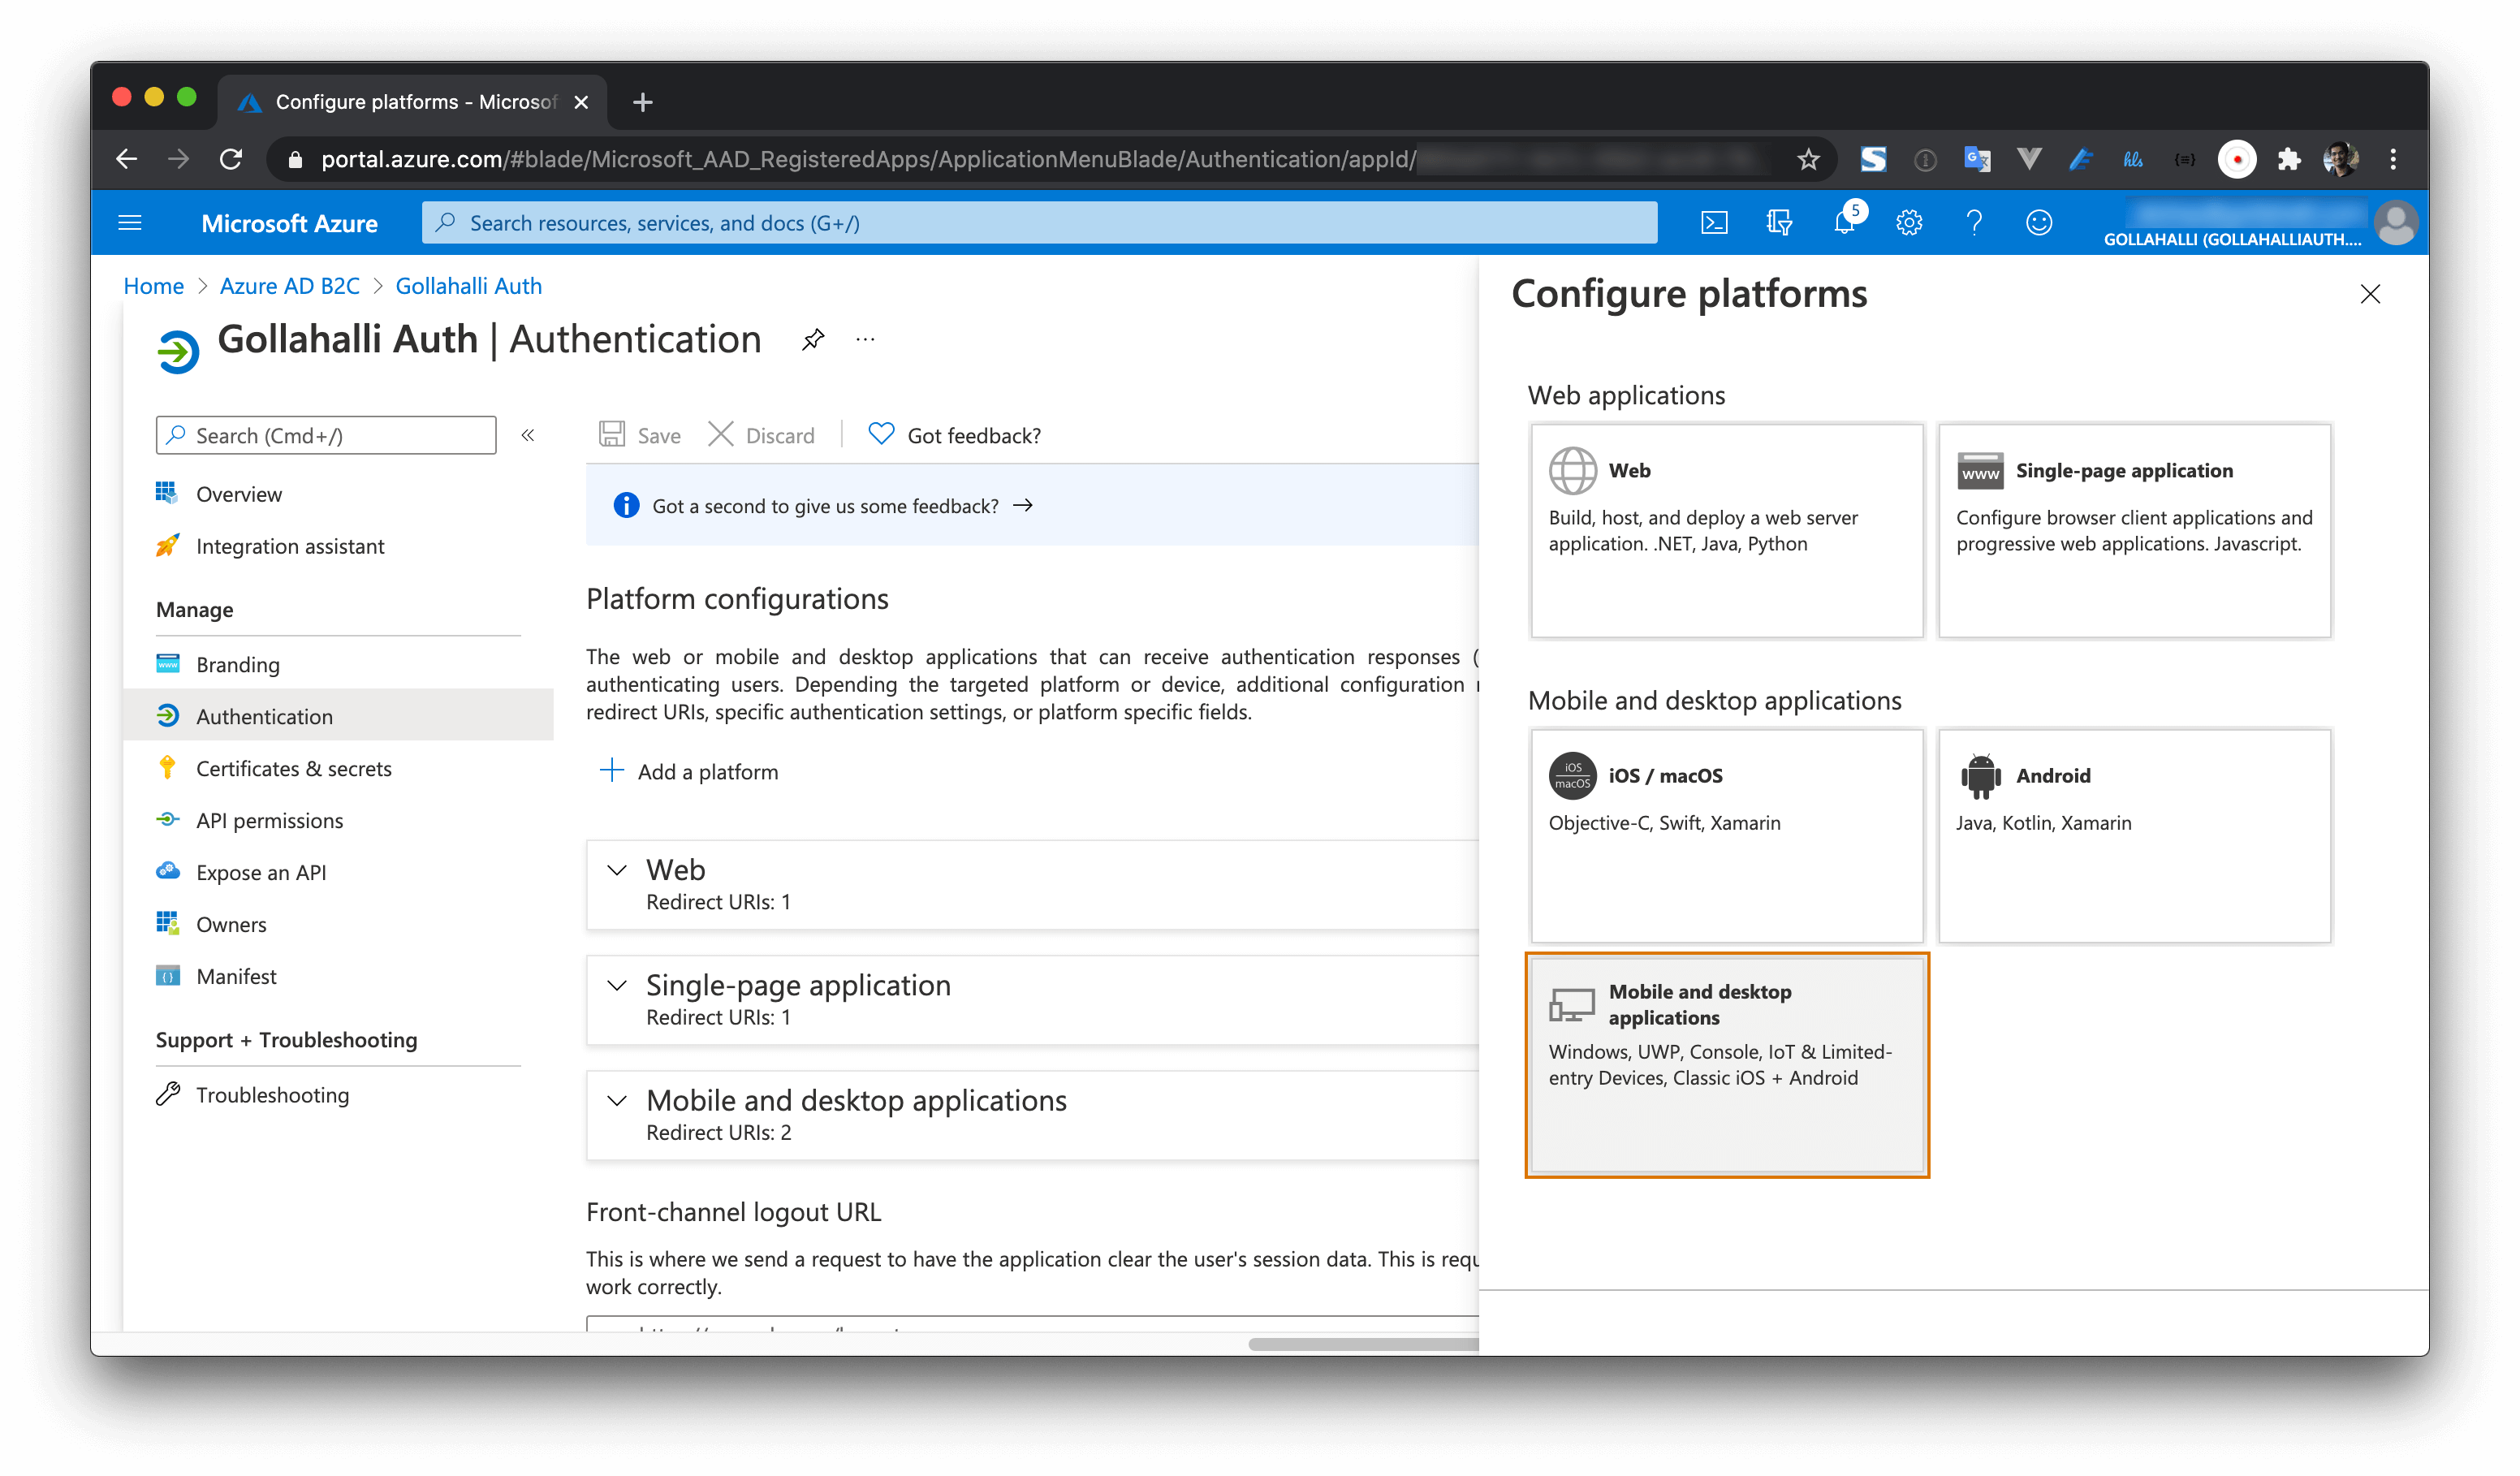 Configure platforms - Microsof
portal.azure.com/#blade/Microsoft_AAD_RegisteredApps/ApplicationMenuBlade/Authentication/appId/
hls
Microsoft Azure
Search resources, services, and docs (G+/)
5
GOLLAHALLI (GOLLAHALLIAUTH....
Home > Azure AD B2C > Gollahalli Auth
Gollahalli Auth | Authentication
...
Search (Cmd+/)
«
Overview
Integration assistant
Manage
Branding
Authentication
Certificates & secrets
API permissions
Expose an API
Owners
Manifest
Support + Troubleshooting
Troubleshooting
Save
Discard
Got feedback?
Got a second to give us some feedback? →
Platform configurations
The web or mobile and desktop applications that can receive authentication responses (
authenticating users. Depending the targeted platform or device, additional configuration
redirect URIs, specific authentication settings, or platform specific fields.
Add a platform
Web
Redirect URIs: 1
Single-page application
Redirect URIs: 1
Mobile and desktop applications
Redirect URIs: 2
Front-channel logout URL
This is where we send a request to have the application clear the user's session data. This is requ
work correctly.
Configure platforms
Web applications
Web
Build, host, and deploy a web server
application. .NET, Java, Python
www
Single-page application
Configure browser client applications and
progressive web applications. Javascript.
Mobile and desktop applications
iOS
macOS
iOS / macOS
Objective-C, Swift, Xamarin
Android
Java, Kotlin, Xamarin
Mobile and desktop
applications
Windows, UWP, Console, IoT & Limited-
entry Devices, Classic iOS + Android